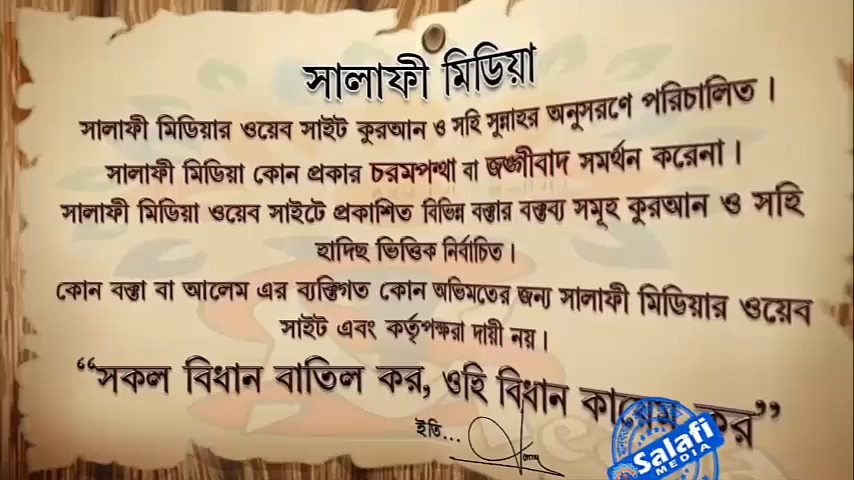 সালাফী মিডিয়া
সালাফী মিডিয়ার ওয়েব সাইট কুরআন ও সহি সুন্নাহর অনুসরণে পরিচালিত ।
সালাফী মিডিয়া কোন প্রকার চরমপন্থা বা জঙ্গীবাদ সমর্থন করেনা ।
সালাফী মিডিয়া ওয়েব সাইটে প্রকাশিত বিভিন্ন বক্তার বক্তব্য সমূহ কুরআন ও সহি
হাদিছ ভিত্তিক নির্বাচিত ।
কোন বক্তা বা আলেম এর ব্যক্তিগত কোন অভিমতের জন্য সালাফী মিডিয়ার ওয়েব
সাইট এবং কর্তৃপক্ষরা দায়ী নয় ।
“সকল বিধান বাতিল কর, ওহি বিধান কায়েম কর”
ইতি...
Salafi
MEDIA